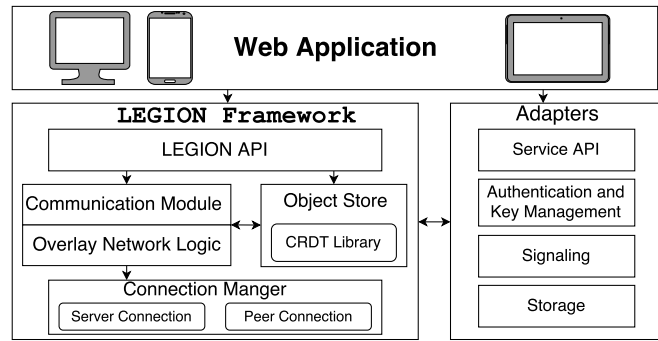 Web Application
LEGION Framework
LEGION API
Communication Module
Overlay Network Logic
Object Store
CRDT Library
Connection Manger
Server Connection
Peer Connection
Adapters
Service API
Authentication and
Key Management
Signaling
Storage